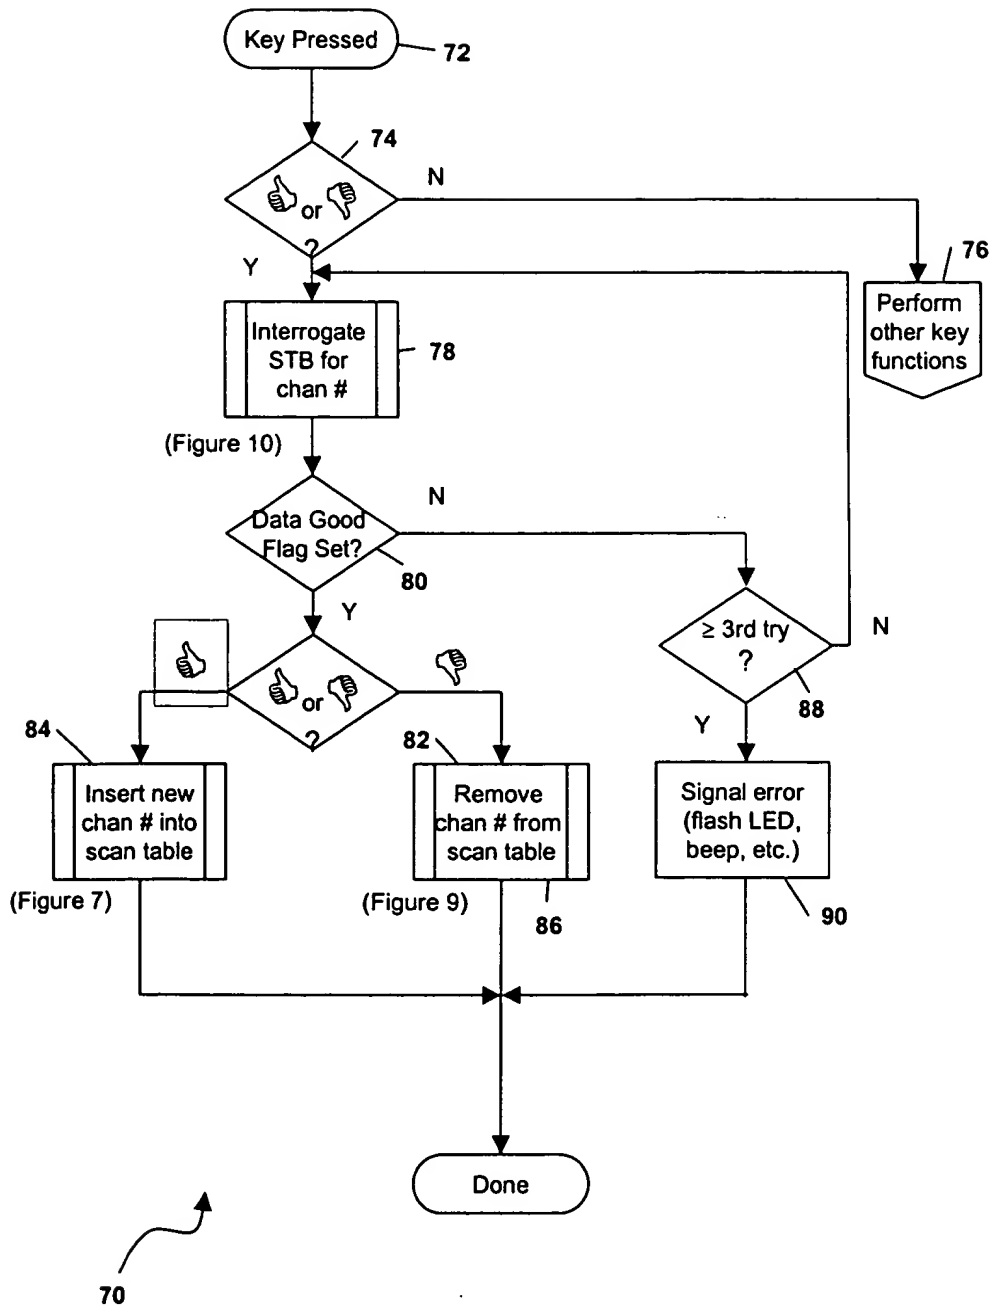 Key Pressed
72
74
or
?
N
Y
76
Perform
other key
functions
Interrogate
STB for
chan #
78
(Figure 10)
Data Good
Flag Set?
N
80
Y
≥ 3rd try
?
N
88
Y
or
?
84
Insert new
chan # into
scan table
(Figure 7)
82
Remove
chan # from
scan table
(Figure 9)
86
Signal error
(flash LED,
beep, etc.)
90
Done
70